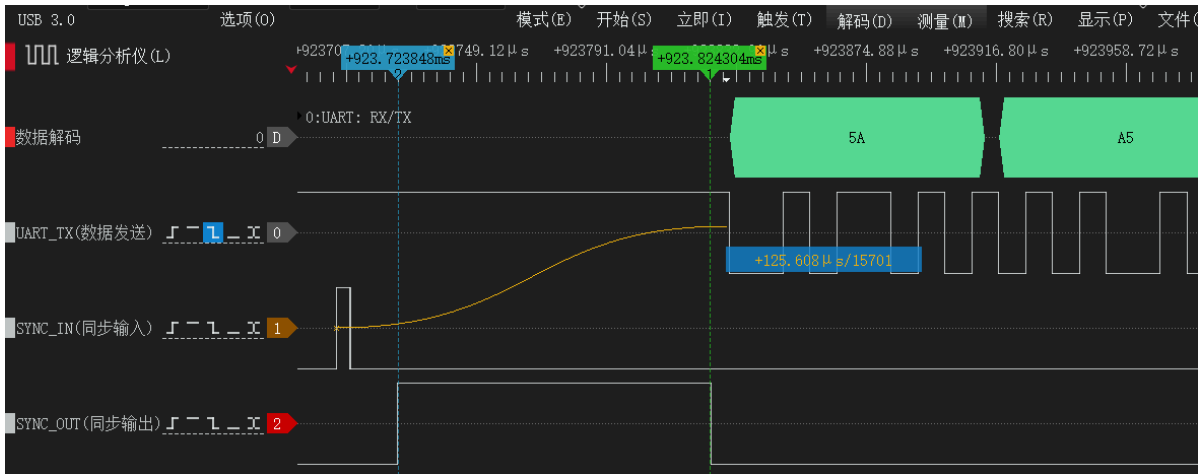 USB 3.0 选项(O) 模式(E) 开始(S) 立即(I) 触发(T) 解码(D) 测量(M) 搜索(R) 显示(P) 文件(
逻辑分析仪(L)
749.12μs +923791.04μs +923874.88μs +923916.80μs +923958.72μs
+923.723848ms +923.824304ms
2 1
0:UART: RX/TX
数据解码 0 D 5A A5
UART_TX(数据发送) 0
+125.608μs/15701
SYNC_IN(同步输入) 1
SYNC_OUT(同步输出) 2